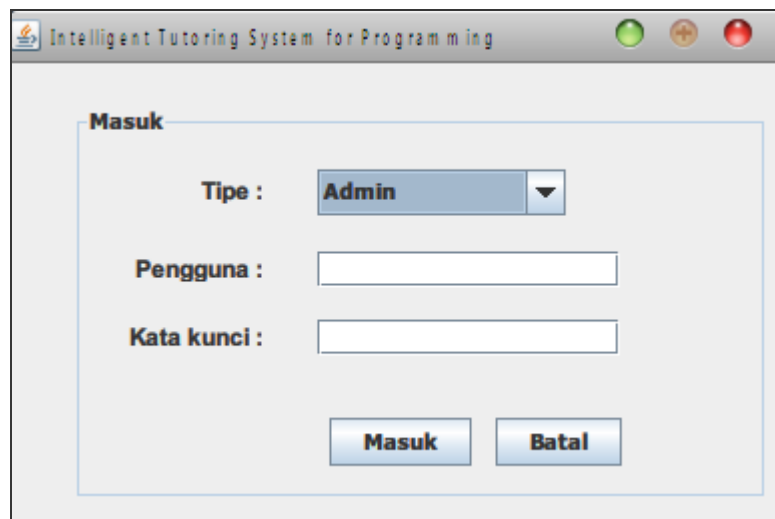 Intelligent Tutoring System for Programming
Masuk
Tipe : Admin
Pengguna :
Kata kunci :
Masuk Batal